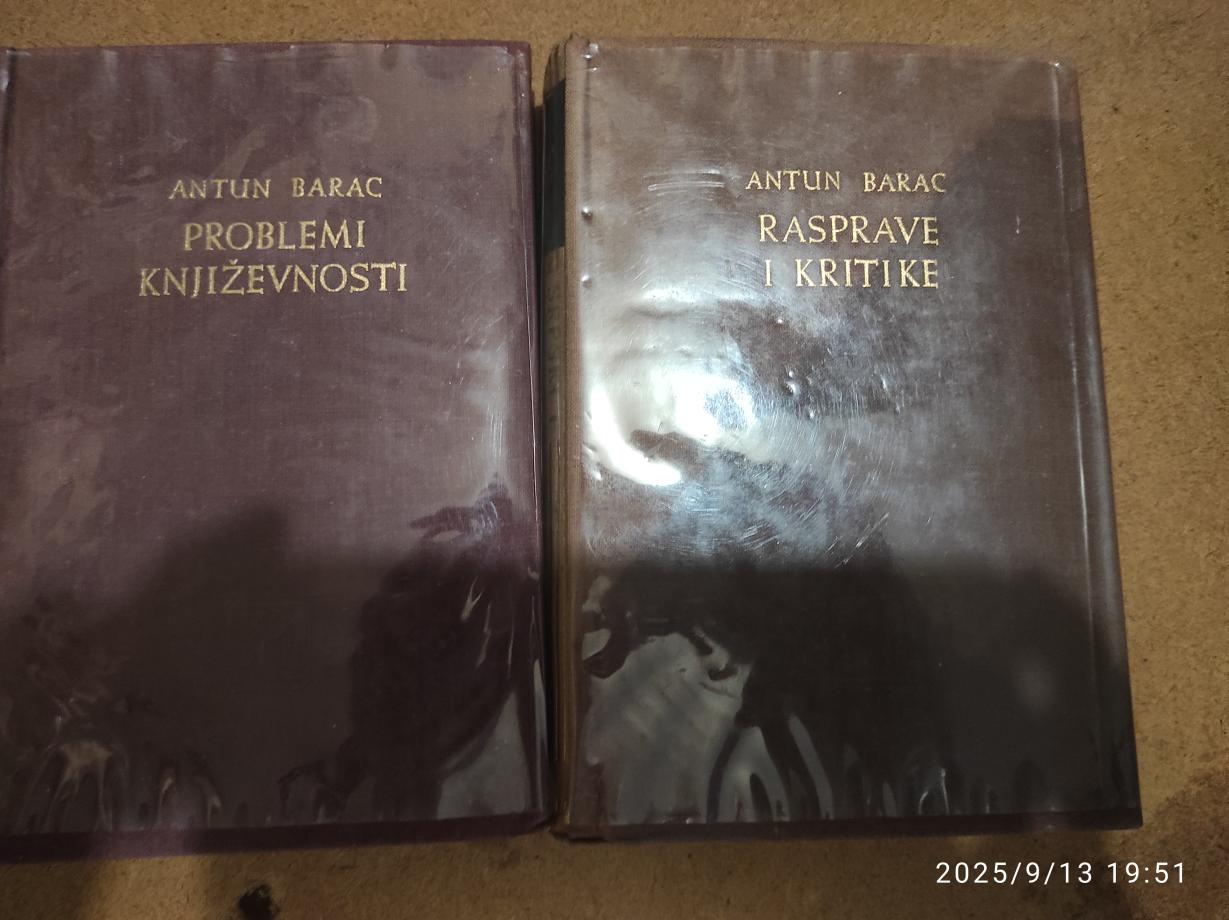 ANTUN BARAC
PROBLEMI
KNJIŽEVNOSTI
ANTUN BARAC
RASPRAVE
I KRITIKE
2025/9/13 19:51